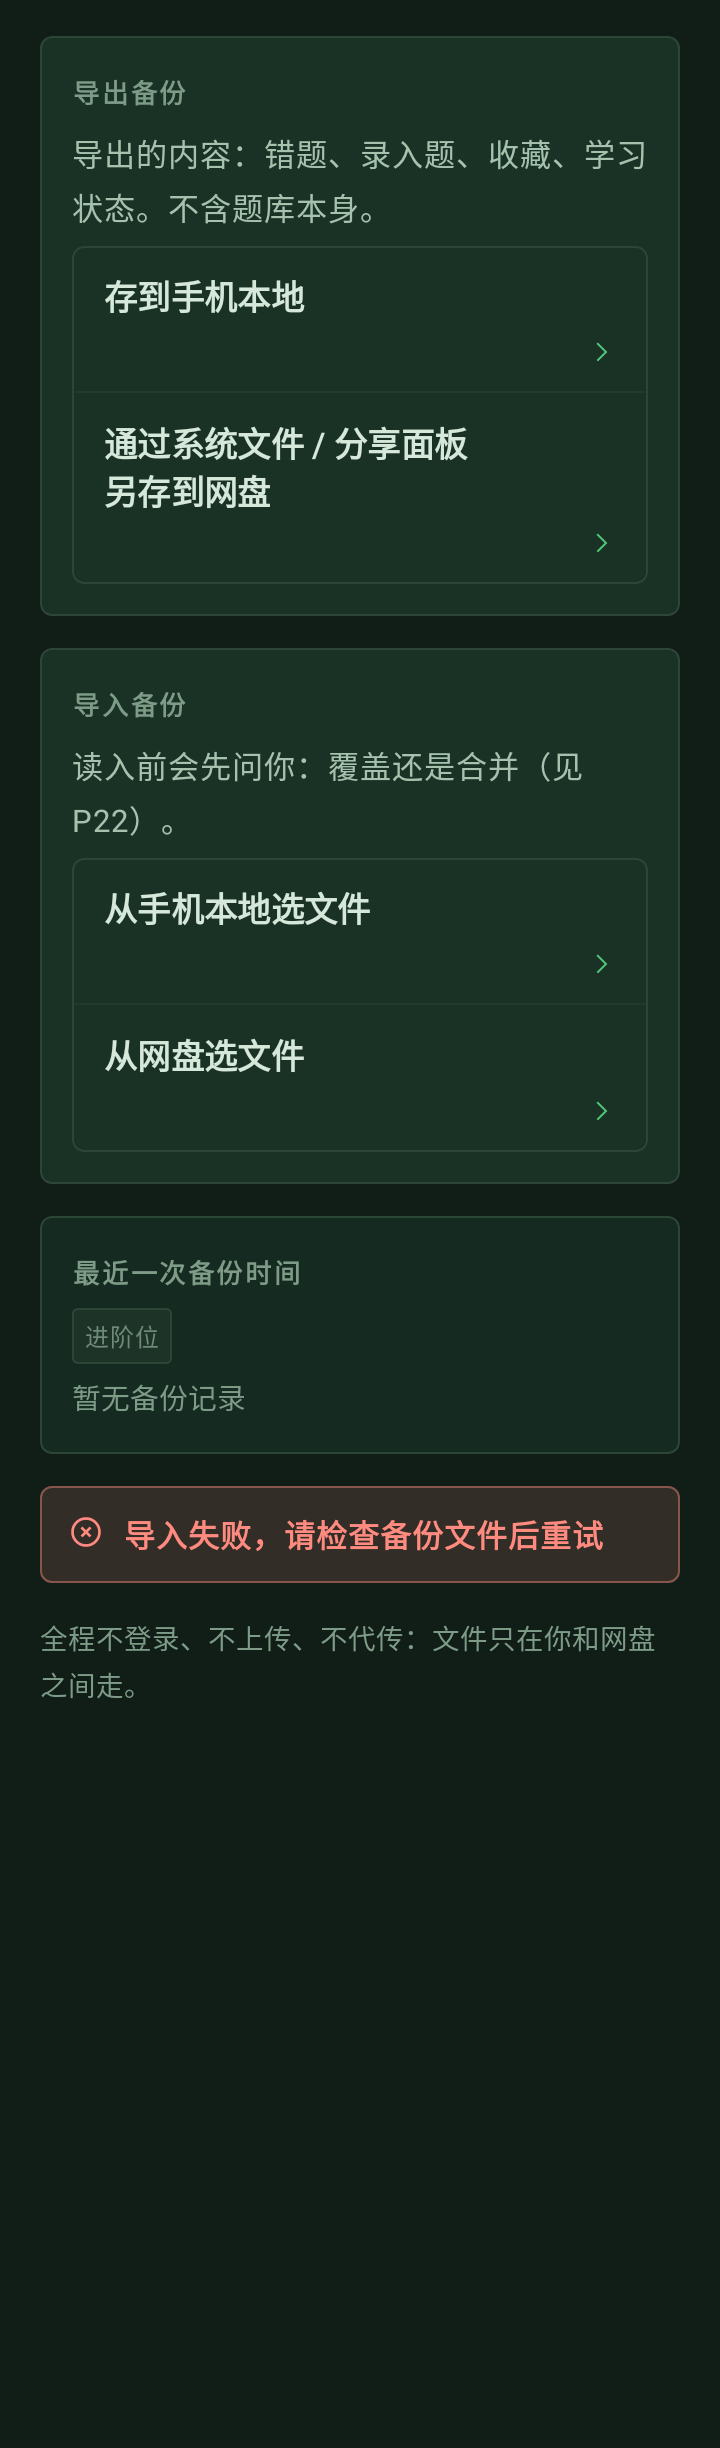 导出备份
导出的内容：错题、录入题、收藏、学习
状态。不含题库本身。
存到手机本地
通过系统文件 / 分享面板
另存到网盘
导入备份
读入前会先问你：覆盖还是合并（见
P22）。
从手机本地选文件
从网盘选文件
最近一次备份时间
进阶位
暂无备份记录
导入失败，请检查备份文件后重试
全程不登录、不上传、不代传：文件只在你和网盘
之间走。